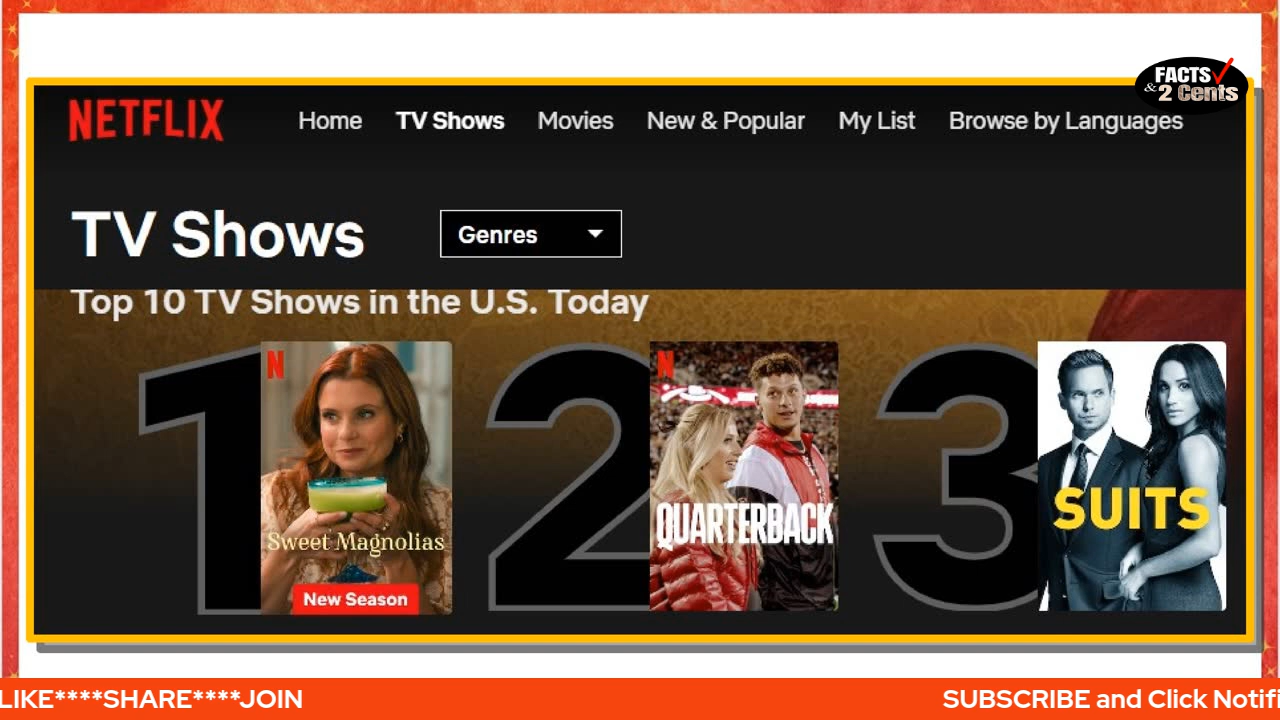 FACTS
& 2 Cents
NETFLIX
Home TV Shows Movies New & Popular My List Browse by Languages
TV Shows
Genres
Top 10 TV Shows in the U.S. Today
1 2 3
N
Sweet Magnolias
New Season
N
QUARTERBACK
SUITS
LIKE****SHARE****JOIN
SUBSCRIBE and Click Notifi